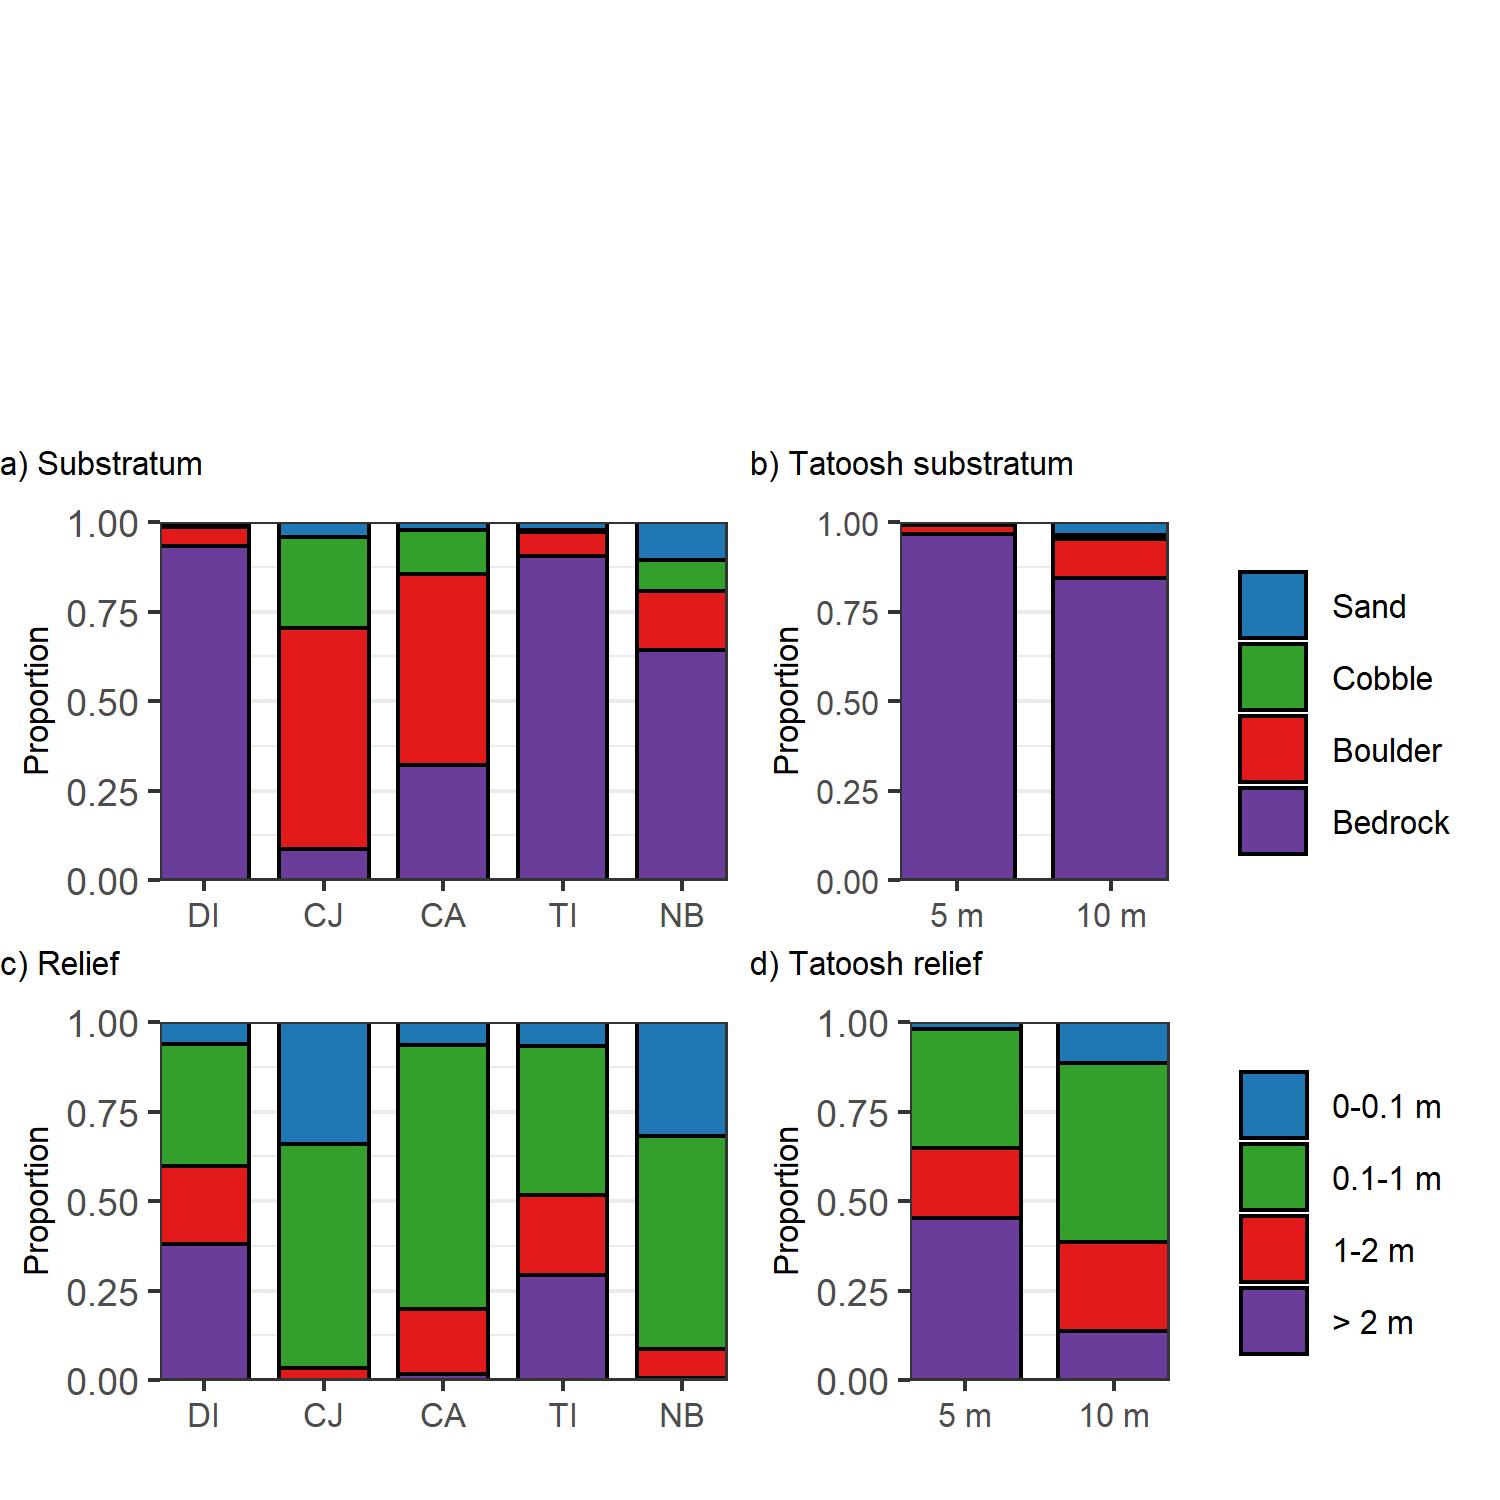 a) Substratum
b) Tatoosh substratum
Proportion
1.00
0.75
0.50
0.25
0.00
DI CJ CA TI NB
Proportion
1.00
0.75
0.50
0.25
0.00
5 m 10 m
Sand
Cobble
Boulder
Bedrock
c) Relief
d) Tatoosh relief
Proportion
1.00
0.75
0.50
0.25
0.00
DI CJ CA TI NB
Proportion
1.00
0.75
0.50
0.25
0.00
5 m 10 m
0-0.1 m
0.1-1 m
1-2 m
> 2 m